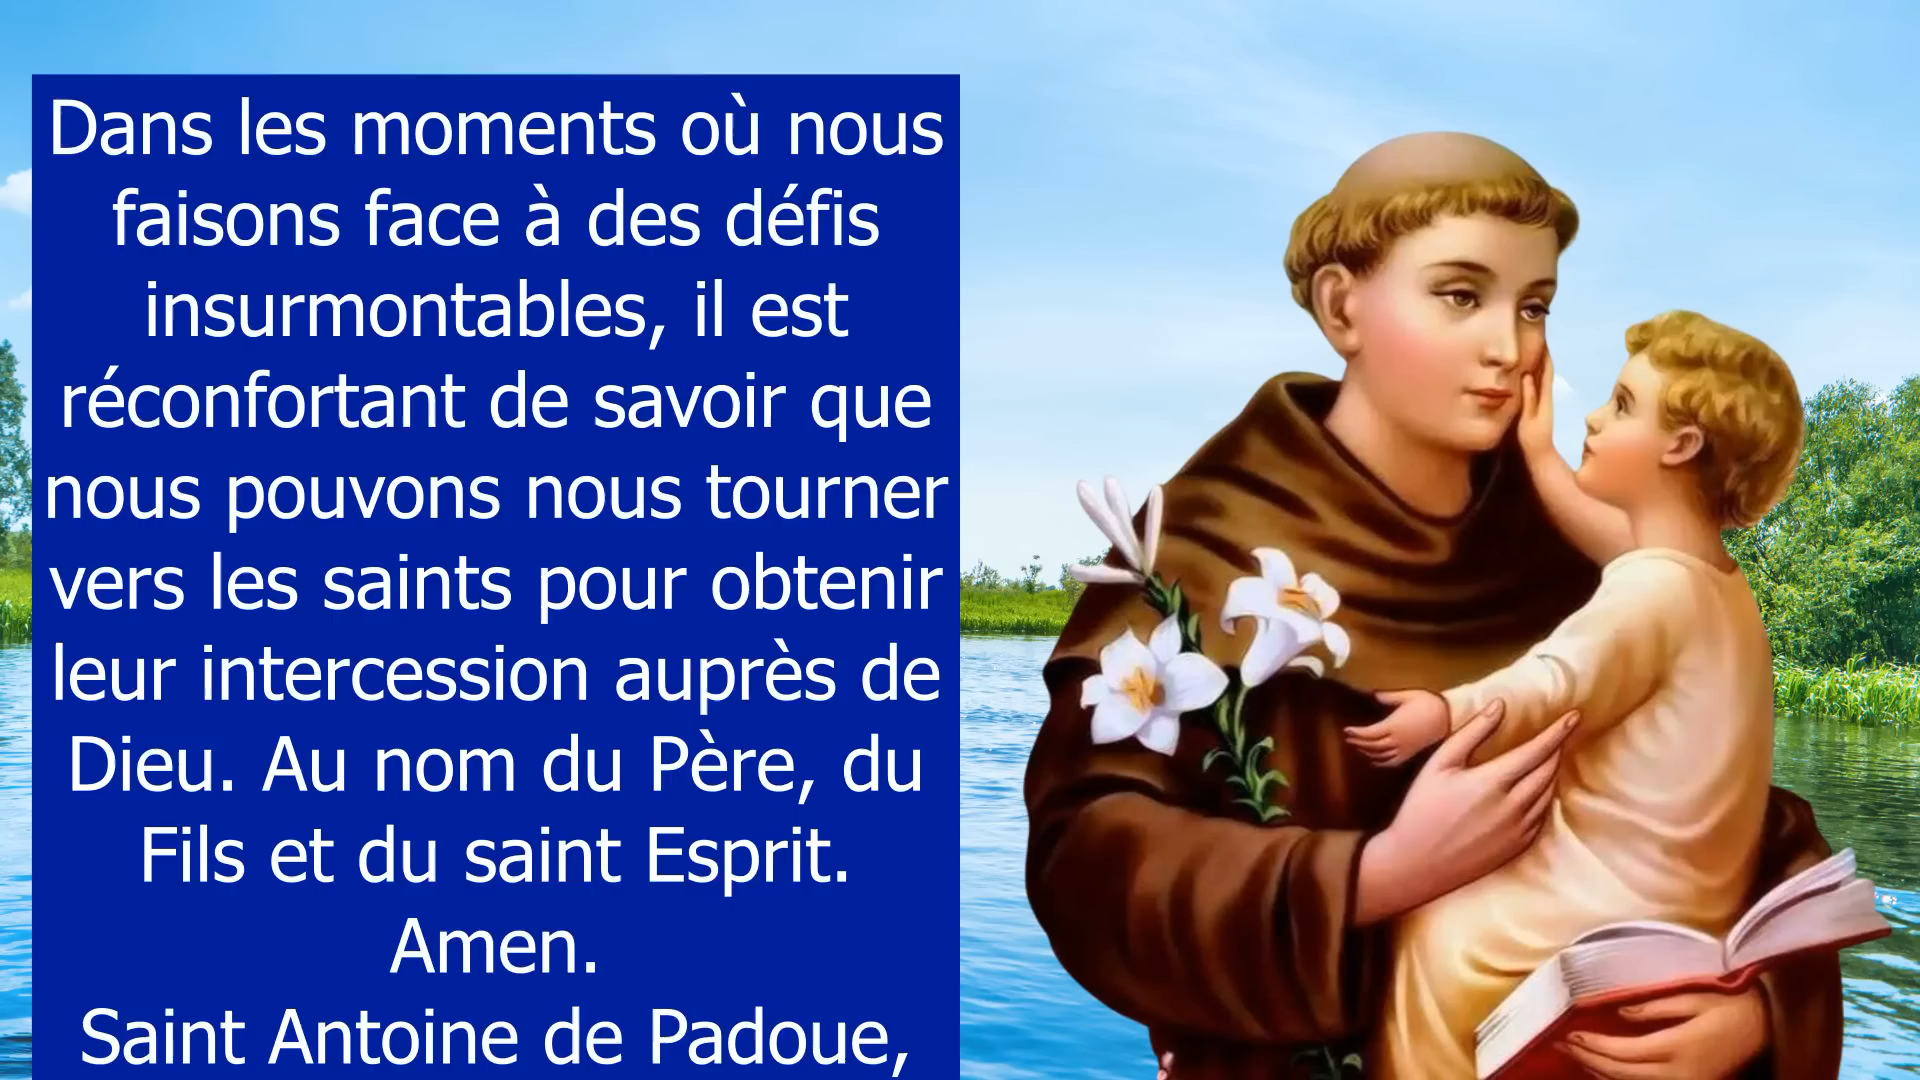 Dans les moments où nous
faisons face à des défis
insurmontables, il est
réconfortant de savoir que
nous pouvons nous tourner
vers les saints pour obtenir
leur intercession auprès de
Dieu. Au nom du Père, du
Fils et du saint Esprit.
Amen.
Saint Antoine de Padoue,